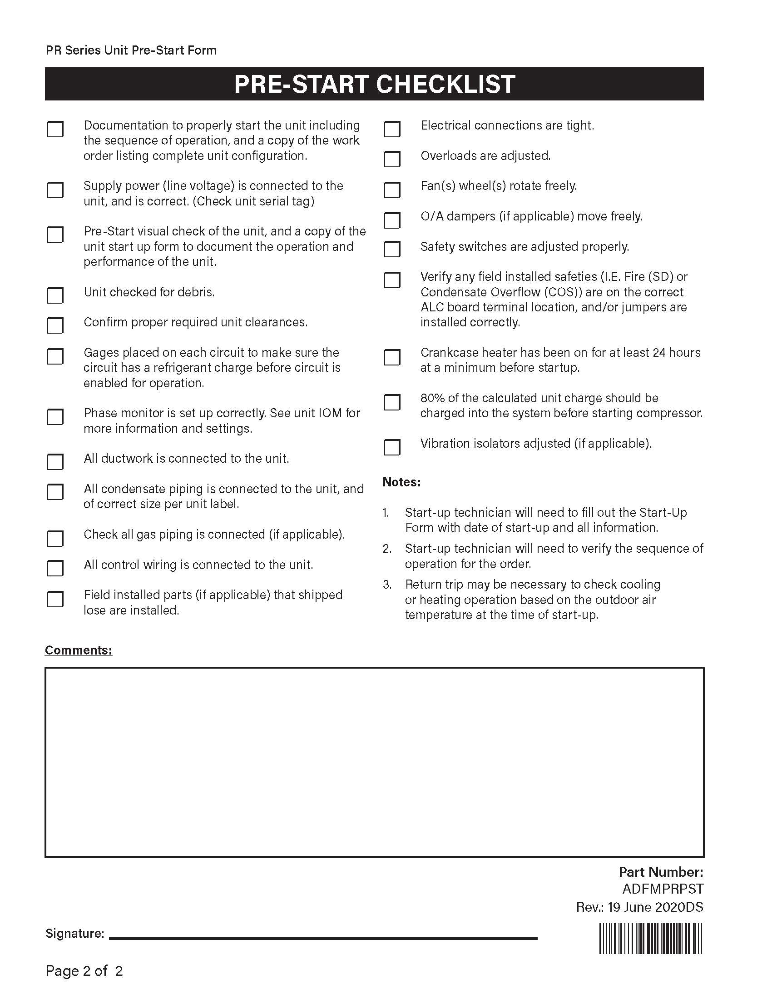 PR Series Unit Pre-Start Form
PRE-START CHECKLIST
Documentation to properly start the unit including
the sequence of operation, and a copy of the work
order listing complete unit configuration.
Supply power (line voltage) is connected to the
unit, and is correct. (Check unit serial tag)
Pre-Start visual check of the unit, and a copy of the
unit start up form to document the operation and
performance of the unit.
Unit checked for debris.
Confirm proper required unit clearances.
Gages placed on each circuit to make sure the
circuit has a refrigerant charge before circuit is
enabled for operation.
Phase monitor is set up correctly. See unit IOM for
more information and settings.
All ductwork is connected to the unit.
All condensate piping is connected to the unit, and
of correct size per unit label.
Check all gas piping is connected (if applicable).
All control wiring is connected to the unit.
Field installed parts (if applicable) that shipped
lose are installed.
Electrical connections are tight.
Overloads are adjusted.
Fan(s) wheel(s) rotate freely.
O/A dampers (if applicable) move freely.
Safety switches are adjusted properly.
Verify any field installed safeties (I.E. Fire (SD) or
Condensate Overflow (COS)) are on the correct
ALC board terminal location, and/or jumpers are
installed correctly.
Crankcase heater has been on for at least 24 hours
at a minimum before startup.
80% of the calculated unit charge should be
charged into the system before starting compressor.
Vibration isolators adjusted (if applicable).
Notes:
1. Start-up technician will need to fill out the Start-Up
Form with date of start-up and all information.
2. Start-up technician will need to verify the sequence of
operation for the order.
3. Return trip may be necessary to check cooling
or heating operation based on the outdoor air
temperature at the time of start-up.
Comments:
Part Number:
ADFMPRPST
Rev.: 19 June 2020DS
Signature:
Page 2 of 2